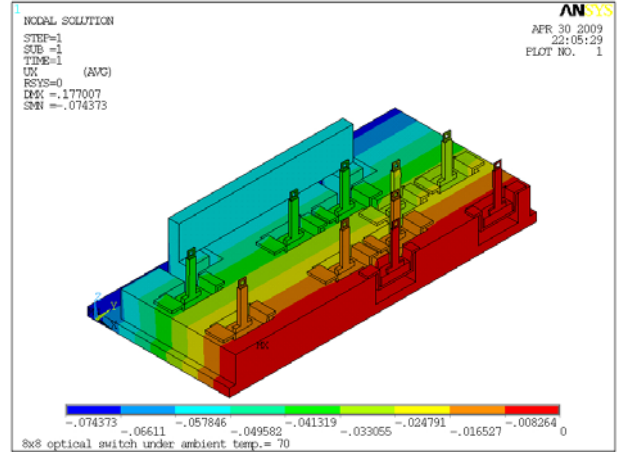 1
NODAL SOLUTION
STEP=1
SUB =1
TIME=1
UX (AVG)
RSYS=0
DMX =.177007
SMN =-.074373
ANSYS
APR 30 2009
22:05:29
PLOT NO. 1
Z
Y
MX
-.074373 -.057846 -.041319 -.024791 -.008264
-.06611 -.049582 -.033055 -.016527 0
8x8 optical switch under ambient temp.= 70